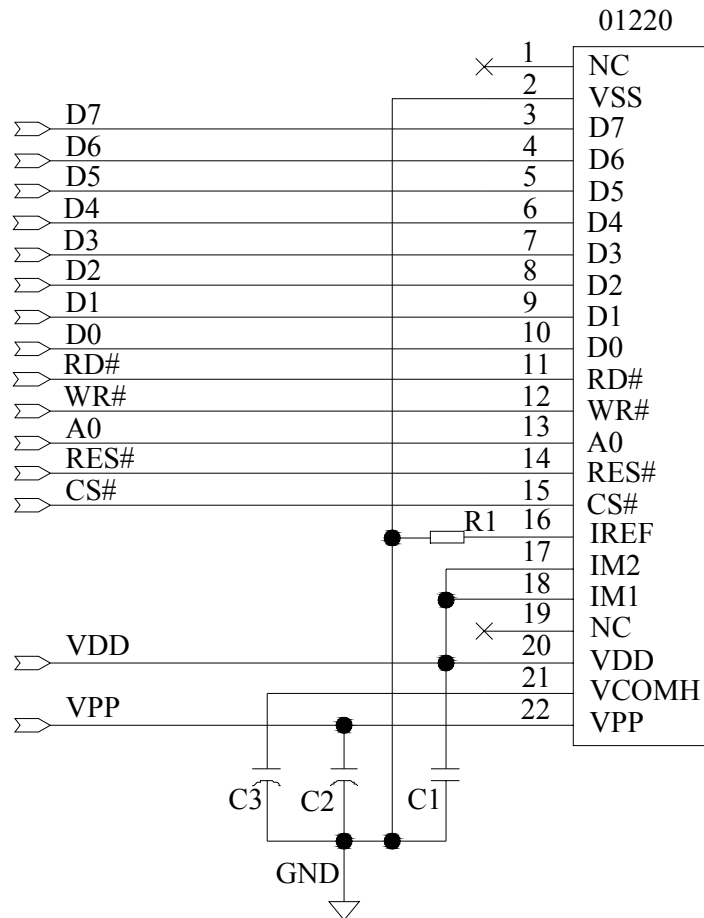 01220
1 NC
2 VSS
D7 3 D7
D6 4 D6
D5 5 D5
D4 6 D4
D3 7 D3
D2 8 D2
D1 9 D1
D0 10 D0
RD# 11 RD#
WR# 12 WR#
A0 13 A0
RES# 14 RES#
CS# 15 CS#
R1 16 IREF
17 IM2
18 IM1
19 NC
VDD 20 VDD
21 VCOMH
VPP 22 VPP
C3 C2 C1
GND